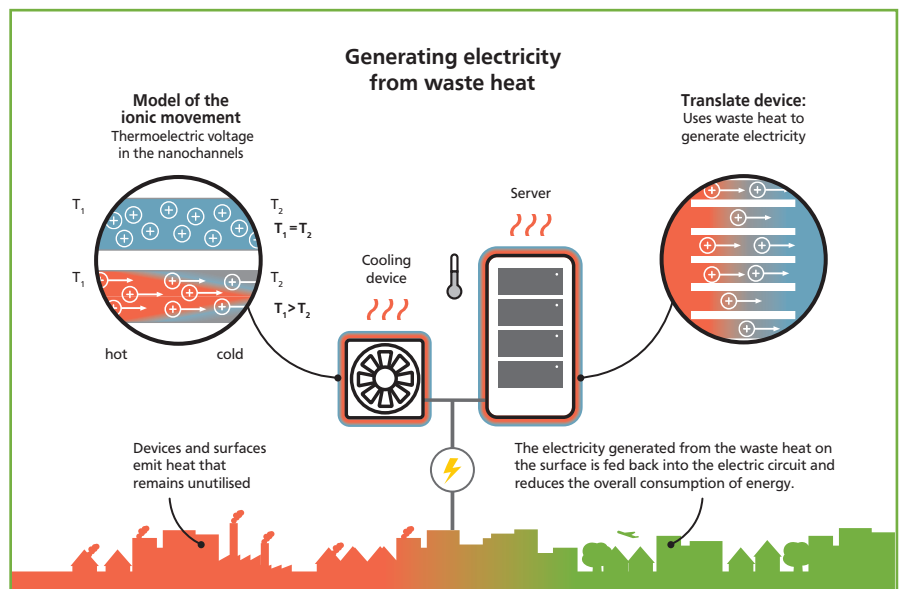 Generating electricity
from waste heat
Model of the
ionic movement
Thermoelectric voltage
in the nanochannels
T1
T2
T1=T2
T1
T2
T1>T2
hot
cold
Cooling
device
Server
Translate device:
Uses waste heat to
generate electricity
Devices and surfaces
emit heat that
remains unutilised
The electricity generated from the waste heat on
the surface is fed back into the electric circuit and
reduces the overall consumption of energy.